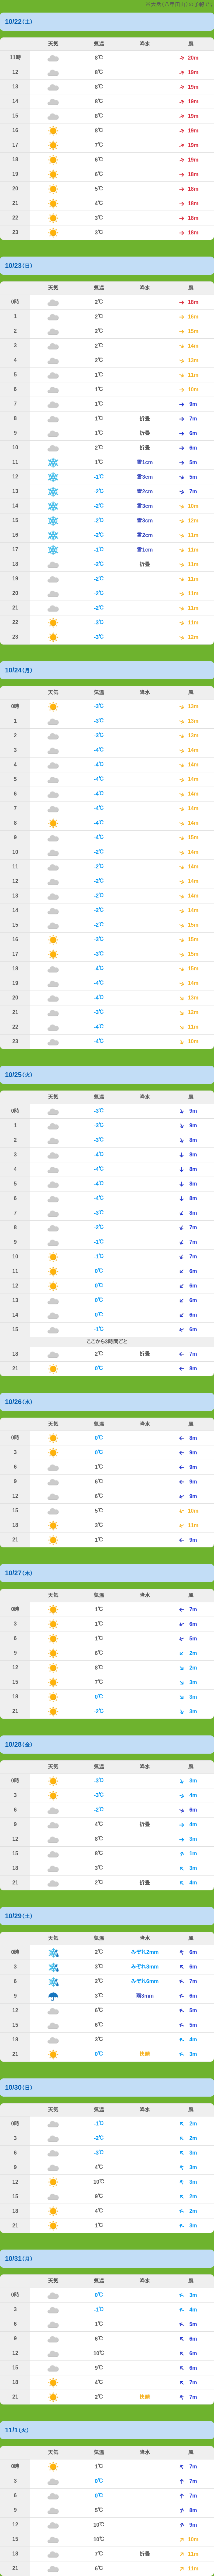 10/22(土)
天気 気温 降水 風
11時 8℃ 20m
12 8℃ 19m
13 8℃ 19m
14 8℃ 19m
15 8℃ 19m
16 8℃ 19m
17 7℃ 19m
18 6℃ 19m
19 6℃ 18m
20 5℃ 18m
21 4℃ 18m
22 3℃ 18m
23 3℃ 18m
10/23(日)
天気 気温 降水 風
0時 2℃ 18m
1 2℃ 16m
2 2℃ 15m
3 2℃ 14m
4 2℃ 13m
5 1℃ 11m
6 1℃ 10m
7 1℃ 9m
8 1℃ 折畳 7m
9 1℃ 折畳 6m
10 2℃ 折畳 6m
11 1℃ 雪1cm 5m
12 -1℃ 雪3cm 5m
13 -2℃ 雪2cm 7m
14 -2℃ 雪3cm 10m
15 -2℃ 雪3cm 12m
16 -2℃ 雪2cm 11m
17 -1℃ 雪1cm 11m
18 -2℃ 折畳 11m
19 -2℃ 11m
20 -2℃ 11m
21 -2℃ 11m
22 -3℃ 11m
23 -3℃ 12m
10/24(月)
天気 気温 降水 風
0時 -3℃ 13m
1 -3℃ 13m
2 -3℃ 13m
3 -4℃ 14m
4 -4℃ 14m
5 -4℃ 14m
6 -4℃ 14m
7 -4℃ 14m
8 -4℃ 14m
9 -4℃ 15m
10 -2℃ 14m
11 -2℃ 14m
12 -2℃ 14m
13 -2℃ 14m
14 -2℃ 14m
15 -2℃ 15m
16 -3℃ 15m
17 -3℃ 15m
18 -4℃ 15m
19 -4℃ 14m
20 -4℃ 13m
21 -3℃ 12m
22 -4℃ 11m
23 -4℃ 10m
10/25(火)
天気 気温 降水 風
0時 -3℃ 9m
1 -3℃ 9m
2 -3℃ 8m
3 -4℃ 8m
4 -4℃ 8m
5 -4℃ 8m
6 -4℃ 8m
7 -3℃ 8m
8 -2℃ 7m
9 -1℃ 7m
10 -1℃ 7m
11 0℃ 6m
12 0℃ 6m
13 0℃ 6m
14 0℃ 6m
15 -1℃ 6m
ここから3時間ごと
18 2℃ 折畳 7m
21 0℃ 8m
10/26(水)
天気 気温 降水 風
0時 0℃ 8m
3 0℃ 9m
6 1℃ 9m
9 6℃ 9m
12 6℃ 9m
15 5℃ 10m
18 3℃ 11m
21 1℃ 9m
10/27(木)
天気 気温 降水 風
0時 1℃ 7m
3 1℃ 6m
6 1℃ 5m
9 6℃ 2m
12 8℃ 2m
15 7℃ 3m
18 0℃ 3m
21 -2℃ 3m
10/28(金)
天気 気温 降水 風
0時 -3℃ 3m
3 -3℃ 4m
6 -2℃ 6m
9 4℃ 折畳 4m
12 8℃ 3m
15 8℃ 1m
18 3℃ 3m
21 2℃ 折畳 4m
10/29(土)
天気 気温 降水 風
0時 2℃ みぞれ2mm 6m
3 3℃ みぞれ8mm 6m
6 2℃ みぞれ6mm 7m
9 3℃ 雨3mm 6m
12 6℃ 5m
15 6℃ 5m
18 3℃ 4m
21 0℃ 快晴 3m
10/30(日)
天気 気温 降水 風
0時 -1℃ 2m
3 -2℃ 2m
6 -3℃ 3m
9 4℃ 3m
12 10℃ 3m
15 9℃ 2m
18 4℃ 2m
21 1℃ 3m
10/31(月)
天気 気温 降水 風
0時 0℃ 3m
3 -1℃ 4m
6 1℃ 5m
9 6℃ 6m
12 10℃ 6m
15 9℃ 6m
18 4℃ 7m
21 2℃ 快晴 7m
11/1(火)
天気 気温 降水 風
0時 1℃ 7m
3 0℃ 7m
6 0℃ 7m
9 5℃ 8m
12 10℃ 9m
15 10℃ 10m
18 7℃ 折畳 11m
21 6℃ 11m